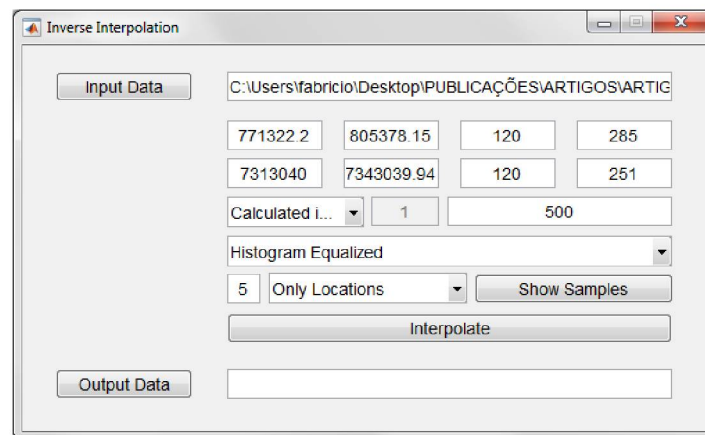 Inverse Interpolation
Input Data C:\Users\fabricio\Desktop\PUBLICAÇÕES\ARTIGOS\ARTIG
771322.2 805378.15 120 285
7313040 7343039.94 120 251
Calculated i... 1 500
Histogram Equalized
5 Only Locations Show Samples
Interpolate
Output Data